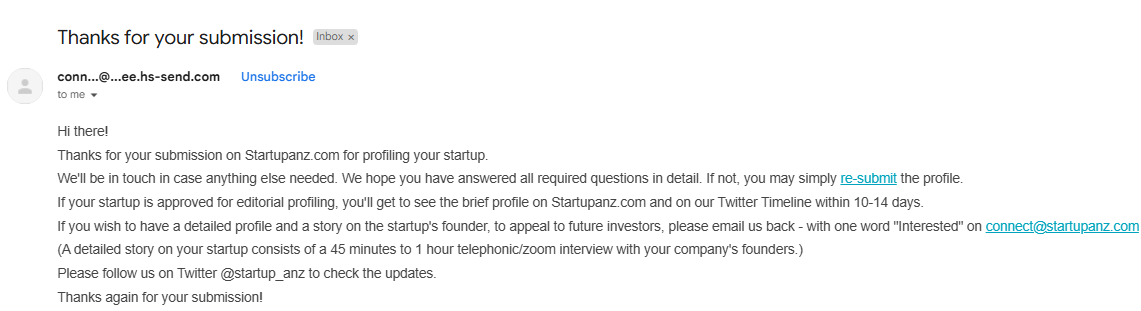 Thanks for your submission! Inbox ×
conn...@...ee.hs-send.com Unsubscribe
to me
Hi there!
Thanks for your submission on Startupanz.com for profiling your startup.
We'll be in touch in case anything else needed. We hope you have answered all required questions in detail. If not, you may simply re-submit the profile.
If your startup is approved for editorial profiling, you'll get to see the brief profile on Startupanz.com and on our Twitter Timeline within 10-14 days.
If you wish to have a detailed profile and a story on the startup's founder, to appeal to future investors, please email us back - with one word "Interested" on connect@startupanz.com
(A detailed story on your startup consists of a 45 minutes to 1 hour telephonic/zoom interview with your company's founders.)
Please follow us on Twitter @startup_anz to check the updates.
Thanks again for your submission!